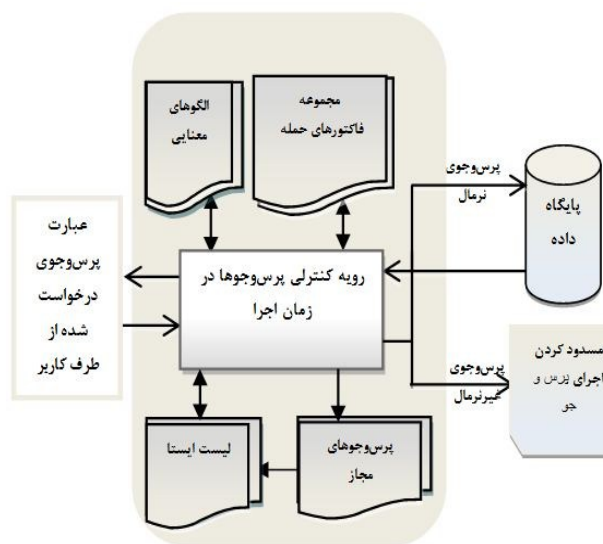 الگوهای
معنایی
مجموعه
فاکتورهای حمله
پرس‌وجوی
نرمال
پایگاه
داده
عبارت
پرس‌وجوی
درخواست
شده از
طرف کاربر
رویه کنترلی پرس‌وجوها در
زمان اجرا
پرس‌وجوی
غیرنرمال
مسدود کردن
اجرای پرس و
جو
لیست ایستا
پرس‌وجوهای
مجاز